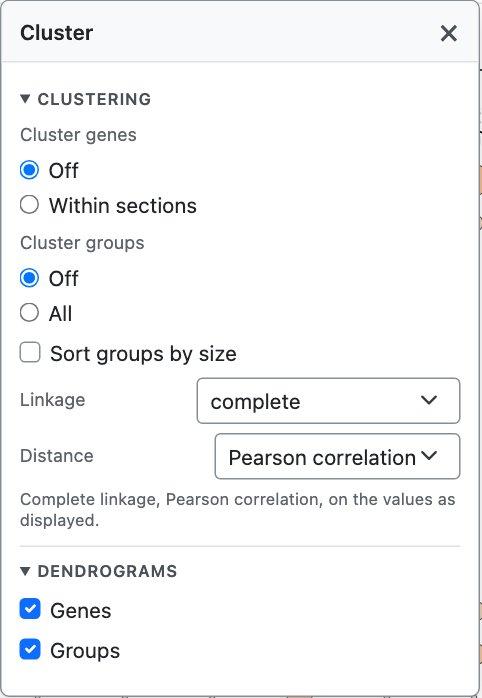 Cluster
CLUSTERING
Cluster genes
Off
Within sections
Cluster groups
Off
All
Sort groups by size
Linkage
complete
Distance
Pearson correlation
Complete linkage, Pearson correlation, on the values as
displayed.
DENDROGRAMS
Genes
Groups